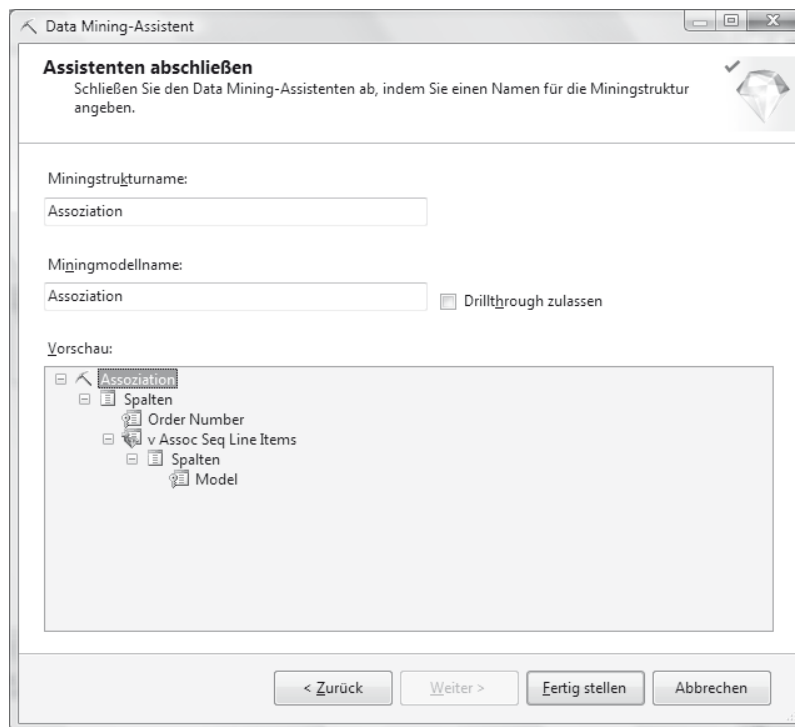 Data Mining-Assistent
Assistenten abschließen
Schließen Sie den Data Mining-Assistenten ab, indem Sie einen Namen für die Miningstruktur
angeben.
Miningstrukturname:
Assoziation
Miningmodellname:
Assoziation
Drillthrough zulassen
Vorschau:
Assoziation
Spalten
Order Number
v Assoc Seq Line Items
Spalten
Model
< Zurück
Weiter >
Fertig stellen
Abbrechen